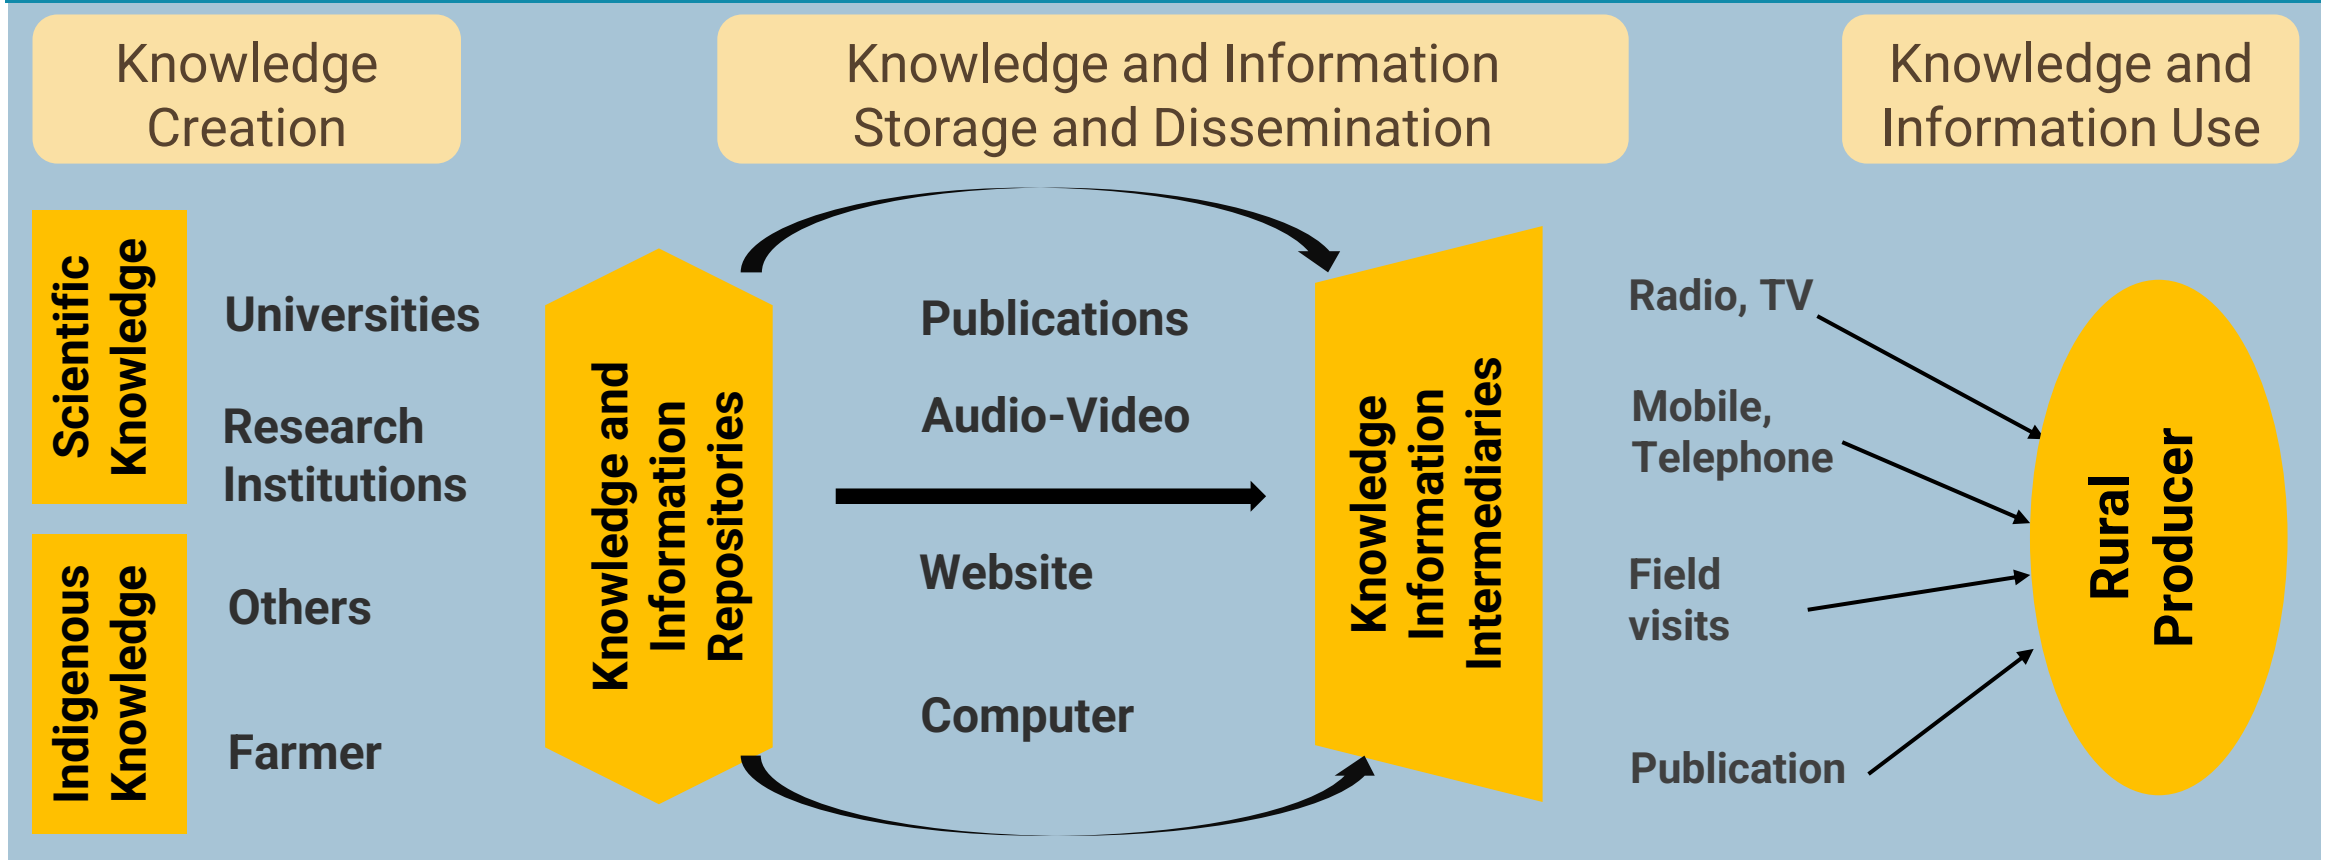 Knowledge
Creation
Knowledge and Information
Storage and Dissemination
Knowledge and
Information Use
Scientific
Knowledge
Indigenous
Knowledge
Universities
Research
Institutions
Others
Farmer
Knowledge and
Information
Repositories
Publications
Audio-Video
Website
Computer
Knowledge
Information
Intermediaries
Radio, TV
Mobile,
Telephone
Field
visits
Publication
Rural
Producer